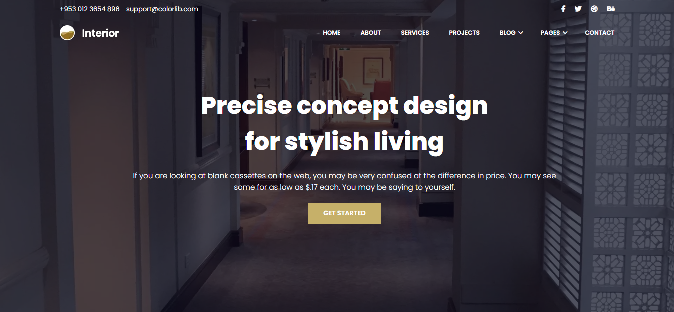 +953 012 3654 896 support@colorlib.com
Interior
HOME ABOUT SERVICES PROJECTS BLOG PAGES CONTACT
Precise concept design
for stylish living
If you are looking at blank cassettes on the web, you may be very confused at the difference in price. You may see
some for as low as $.17 each. You may be saying to yourself.
GET STARTED